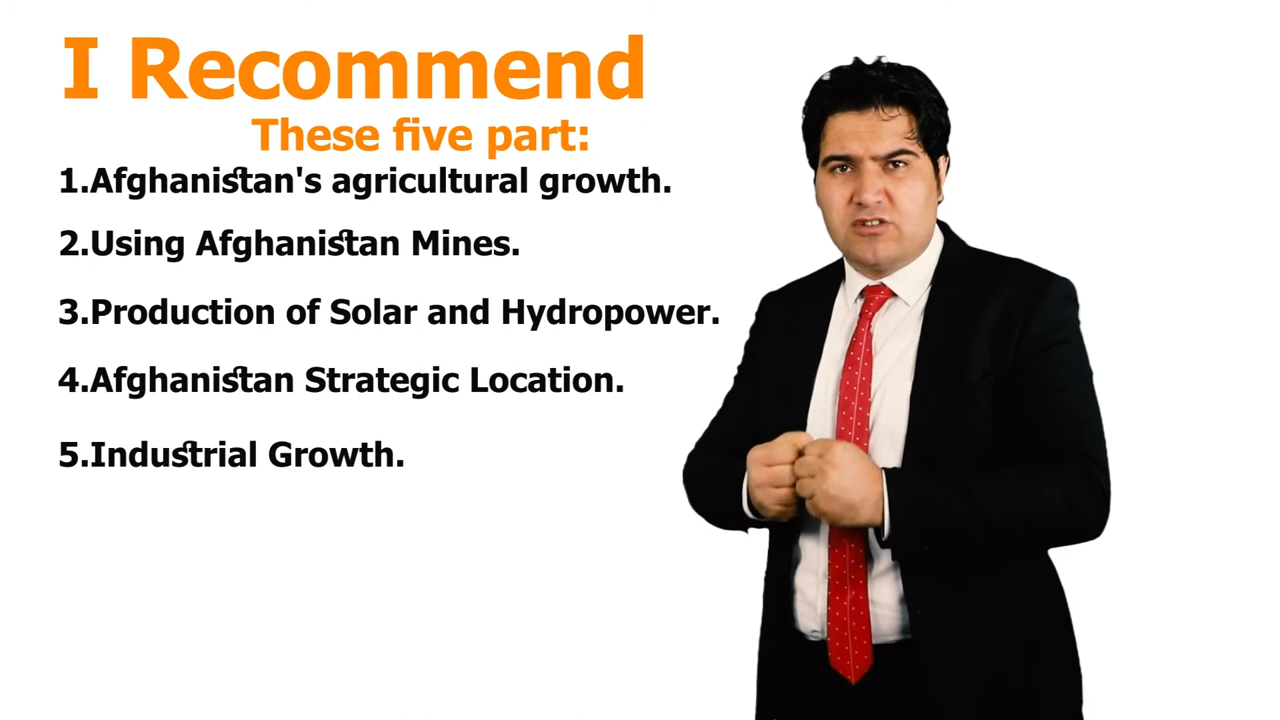 I Recommend
These five part:
1.Afghanistan's agricultural growth.
2.Using Afghanistan Mines.
3.Production of Solar and Hydropower.
4.Afghanistan Strategic Location.
5.Industrial Growth.